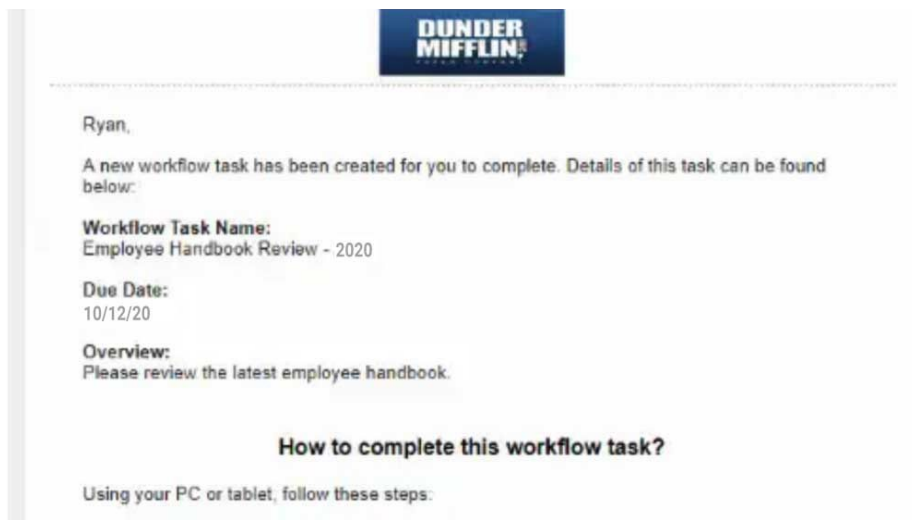 DUNDER
MIFFLIN,
Ryan,
A new workflow task has been created for you to complete. Details of this task can be found
below:
Workflow Task Name:
Employee Handbook Review - 2020
Due Date:
10/12/20
Overview:
Please review the latest employee handbook.
How to complete this workflow task?
Using your PC or tablet, follow these steps: